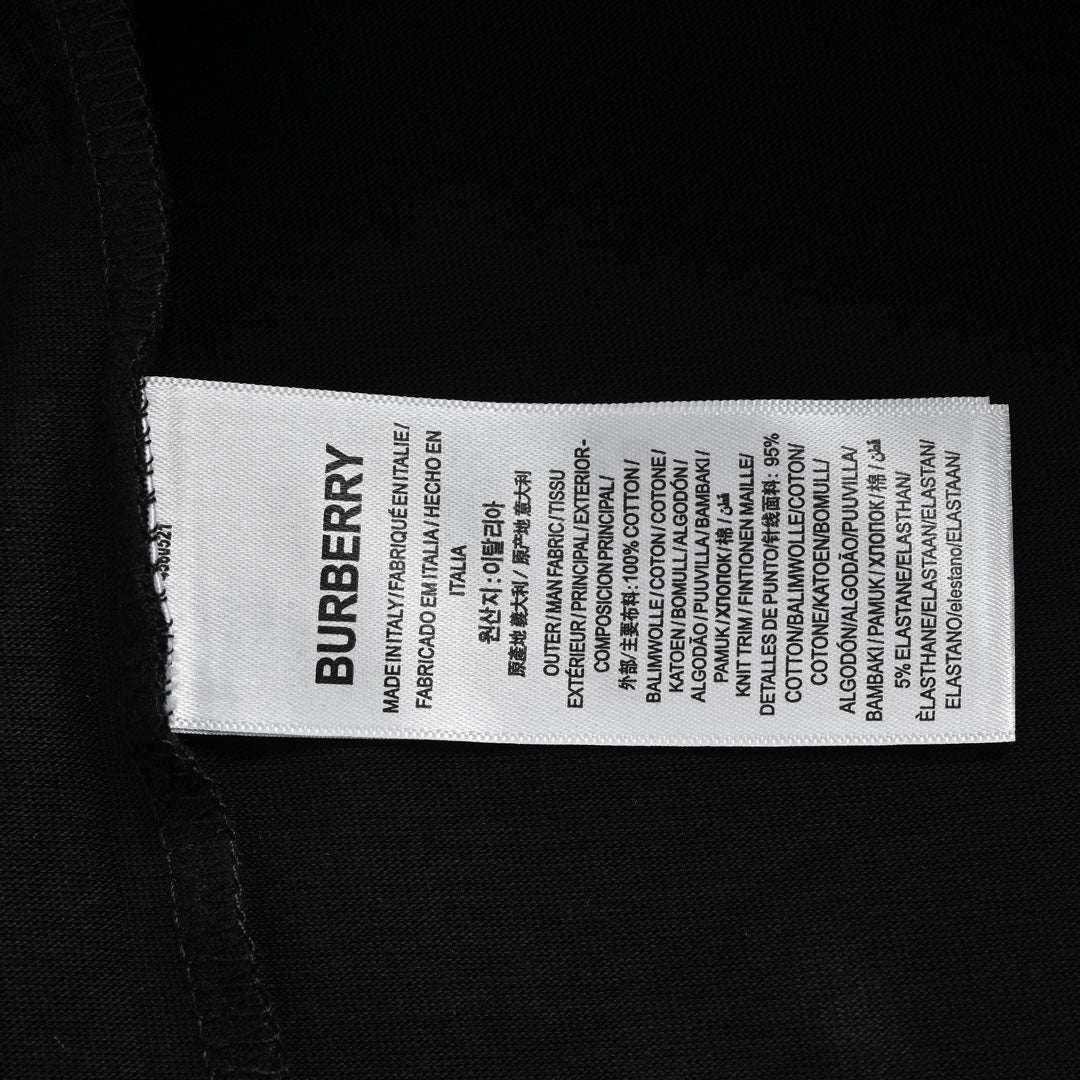 BURBERRY
MADE IN ITALY/FABRIQUÉ EN ITALIE/
FABRICADO EM ITALIA/HECHO EN
ITALIA
원산지:이탈리아
原產地 義大利/ 原产地 意大利
OUTER/MAN FABRIC/TISSU
EXTÉRIEUR/PRINCIPAL/EXTERIOR-
COMPOSICION PRINCIPAL/
外部/主要布料:100% COTTON/
BALIMWOLLE/COTON/COTONE/
KATOEN/BOMULL/ALGODÓN/
ALGODÃO/PUUVILLA/BAMBAKI/
PAMUK/ХЛОПОК/棉/قطن
KNIT TRIM/ FINTIONEN MAILLE/
DETALLES DE PUNTO/针线面料: 95%
COTTON/BALIMWOLLE/COTON/
COTONE/KATOEN/BOMULL/
ALGODÓN/ALGODÃO/PUUVILLA/
BAMBAKI/PAMUK/ХЛОПОК/棉/قطن
5% ELASTANE/ELASTHAN/
ÈLASTHANE/ELASTAAN/ELASTAN/
ELASTANO/elestano/ELASTAAN/